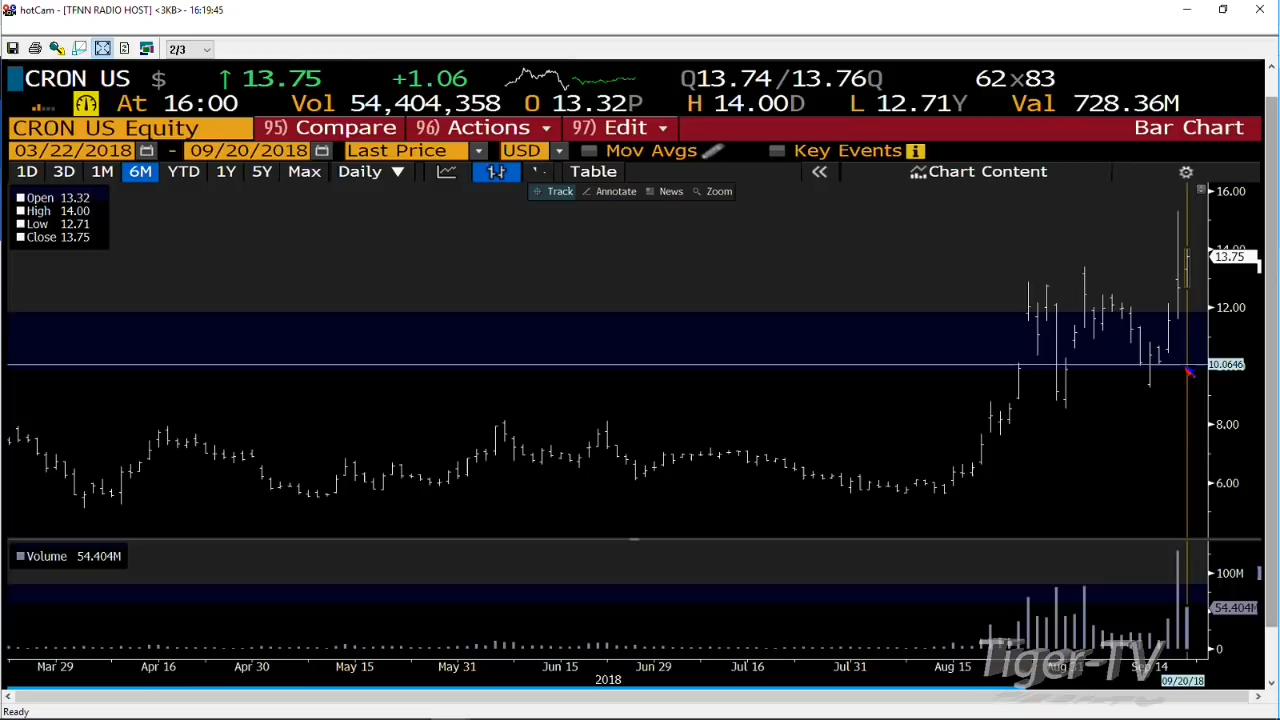 hotCam - [TFNN RADIO HOST] <3KB> - 16:19:45
2/3
CRON US $ ↑ 13.75 +1.06 Q13.74/13.76Q 62x83
At 16:00 Vol 54,404,358 O 13.32P H 14.00D L 12.71Y Val 728.36M
CRON US Equity 95) Compare 96) Actions 97) Edit Bar Chart
03/22/2018 - 09/20/2018 Last Price USD Mov Avgs Key Events
1D 3D 1M 6M YTD 1Y 5Y Max Daily ▼ Table « Chart Content
Track Annotate News Zoom
Open 13.32
High 14.00
Low 12.71
Close 13.75
16.00
14.00
13.75
12.00
10.0646
8.00
6.00
Volume 54.404M
100M
54.404M
0
Mar 29 Apr 16 Apr 30 May 15 May 31 Jun 15 Jun 29 Jul 16 Jul 31 Aug 15 Aug 31 Sep 14
Tiger-TV
2018 09/20/18
Ready